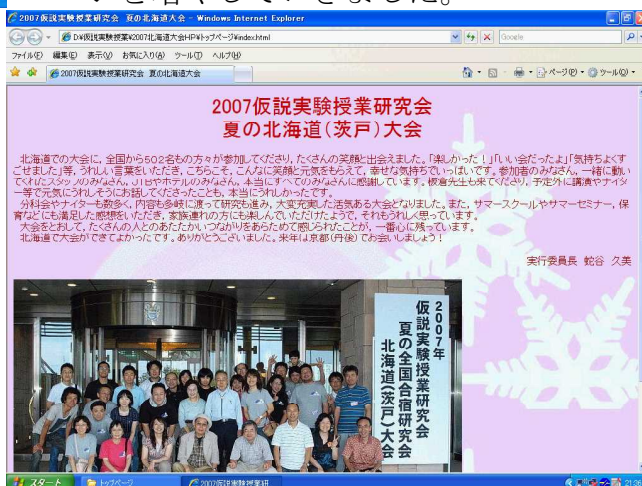 いを増やしていきました。
2007仮説実験授業研究会 夏の北海道大会 - Windows Internet Explorer
D:¥仮説実験授業¥2007北海道大会HP¥トップページ¥index.html
Google
ファイル(F) 編集(E) 表示(V) お気に入り(A) ツール(T) ヘルプ(H)
2007仮説実験授業研究会 夏の北海道大会
ページ(P) ツール(O)
2007仮説実験授業研究会
夏の北海道(茨戸)大会
北海道での大会に、全国から502名もの方々が参加してくださり、たくさんの笑顔と出会えました。「楽しかった!」「いい会だったよ」「気持ちよくす
ごせました」等、うれしい言葉をいただき、こちらこそ、こんなに笑顔と元気をもらえて、幸せな気持ちでいっぱいです。参加者のみなさん、一緒に動い
てくれたスタッフのみなさん、JTBやホテルのみなさん、本当にすべてのみなさんに感謝しています。板倉先生も来てくださり、予定外に講演やナイタ
ー等で元気にうれしそうにお話してくださったことも、本当にうれしかったです。
分科会やナイターも数多く、内容も多岐に渡って研究も進み、大変充実した活気ある大会となりました。また、サマースクールやサマーセミナー、保
育などにも満足した感想をいただき、家族連れの方にも楽しんでいただけたようで、それもうれしく思っています。
大会をとおして、たくさんの人とのあたたかいつながりをあらためて感じられたことが、一番心に残っています。
北海道で大会ができてよかったです。ありがとうございました。来年は京都(丹後)でお会いしましょう!
実行委員長 蛇谷 久美
2007年
仮説実験授業研究会
夏の全国合宿研究会
北海道(茨戸)大会
スタート
トップページ
2007仮説実験授業研
21:36